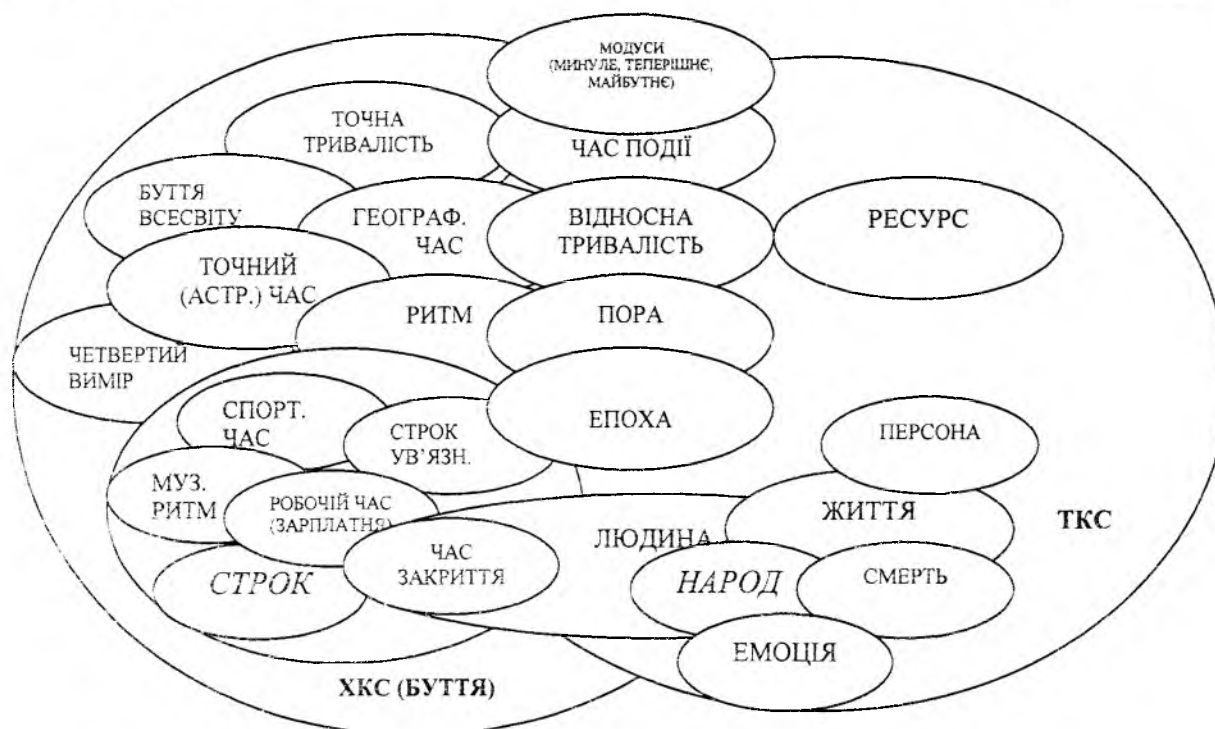 МОДУСИ
(МИНУЛЕ, ТЕПЕРІШНЄ,
МАЙБУТНЄ)
ТОЧНА
ТРИВАЛІСТЬ
ЧАС ПОДІЇ
БУТТЯ
ВСЕСВІТУ
ГЕОГРАФ.
ЧАС
ВІДНОСНА
ТРИВАЛІСТЬ
РЕСУРС
ТОЧНИЙ
(АСТР.) ЧАС
РИТМ
ПОРА
ЧЕТВЕРТИЙ
ВИМІР
СПОРТ.
ЧАС
СТРОК
УВ’ЯЗН.
ЕПОХА
ПЕРСОНА
МУЗ.
РИТМ
РОБОЧІЙ ЧАС
(ЗАРПЛАТНЯ)
ЖИТТЯ
ТКС
ЛЮДИНА
ЧАС
ЗАКРИТТЯ
СТРОК
НАРОД
СМЕРТЬ
ЕМОЦІЯ
ХКС (БУТТЯ)